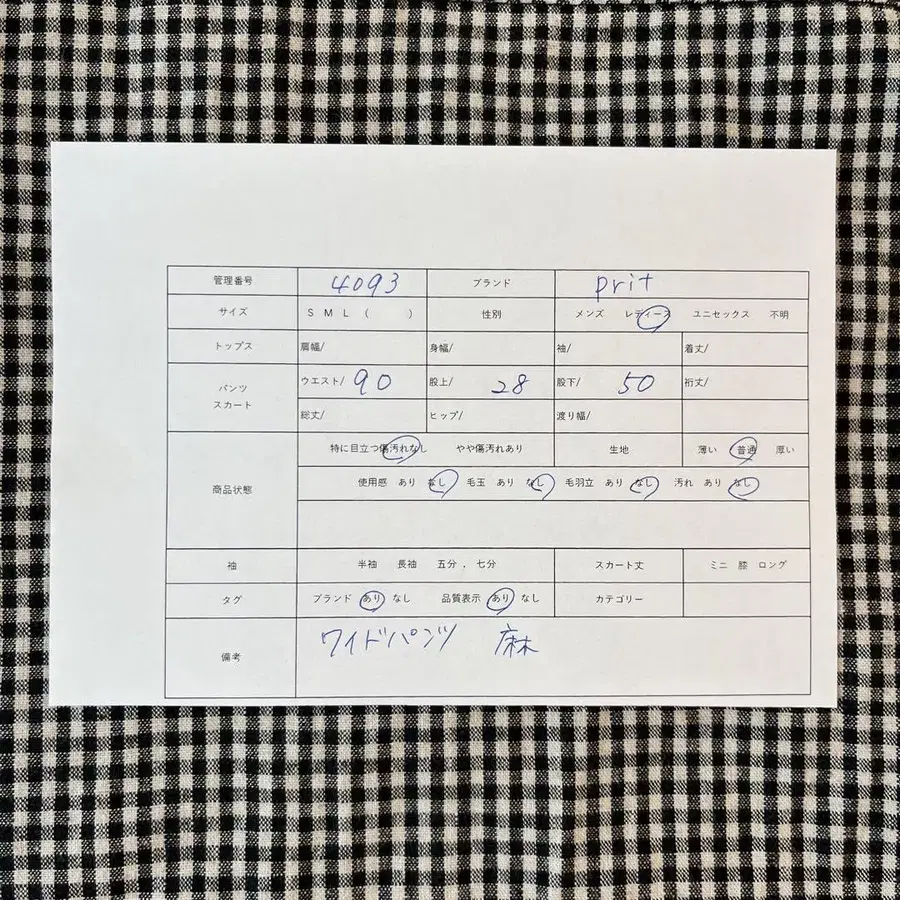 管理番号 4093 ブランド prit
サイズ S M L ( ) 性別 メンズ レディース ユニセックス 不明
トップス 肩幅/ 身幅/ 袖/ 着丈/
パンツ スカート ウエスト/ 90 股上/ 28 股下/ 50 裄丈/
総丈/ ヒップ/ 渡り幅/
商品状態 特に目立つ傷汚れなし やや傷汚れあり 生地 薄い 普通 厚い
使用感 あり なし 毛玉 あり なし 毛羽立 あり なし 汚れ あり なし
袖 半袖 長袖 五分 . 七分 スカート丈 ミニ 膝 ロング
タグ ブランド あり なし 品質表示 あり なし カテゴリー
備考 ワイドパンツ 麻